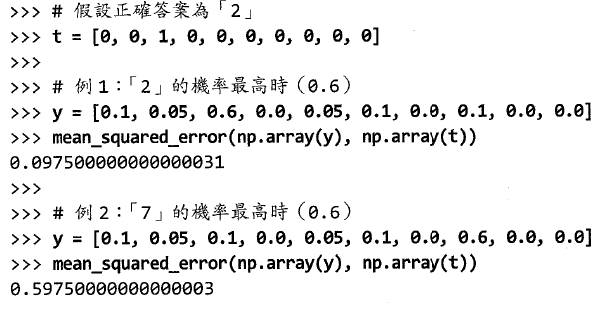 >>> # 假設正確答案為「2」
>>> t = [0, 0, 1, 0, 0, 0, 0, 0, 0, 0]
>>>
>>> # 例1：「2」的機率最高時（0.6）
>>> y = [0.1, 0.05, 0.6, 0.0, 0.05, 0.1, 0.0, 0.1, 0.0, 0.0]
>>> mean_squared_error(np.array(y), np.array(t))
0.097500000000000031
>>>
>>> # 例2：「7」的機率最高時（0.6）
>>> y = [0.1, 0.05, 0.1, 0.0, 0.05, 0.1, 0.0, 0.6, 0.0, 0.0]
>>> mean_squared_error(np.array(y), np.array(t))
0.59750000000000003